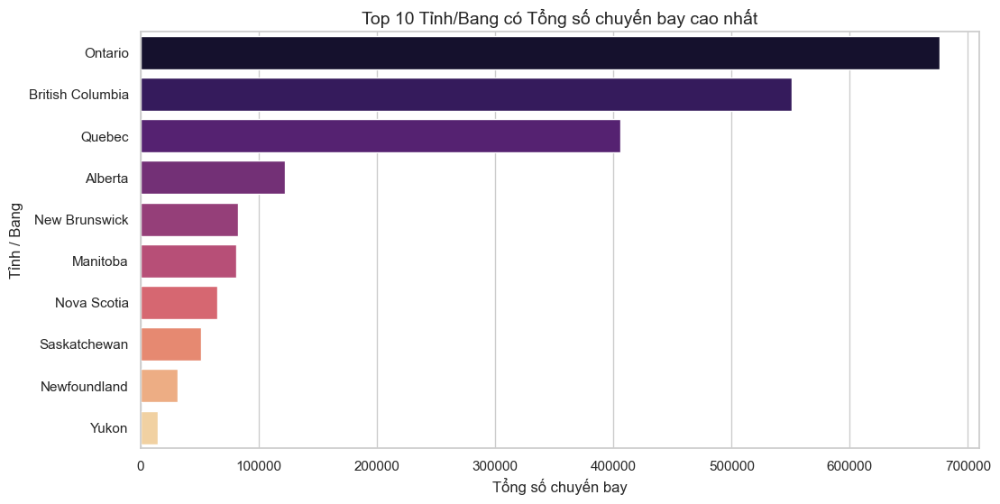 Top 10 Tỉnh/Bang có Tổng số chuyến bay cao nhất
Ontario
British Columbia
Quebec
Alberta
New Brunswick
Manitoba
Nova Scotia
Saskatchewan
Newfoundland
Yukon
Tỉnh / Bang
0 100000 200000 300000 400000 500000 600000 700000
Tổng số chuyến bay